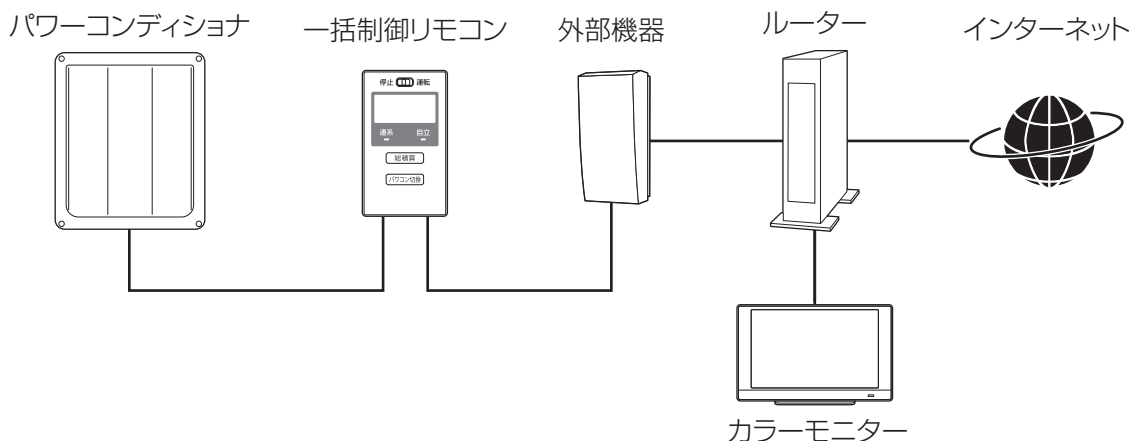 パワーコンディショナ
一括制御リモコン
外部機器
ルーター
インターネット
停止 運転
連系 自立
総積算
パワコン切換
カラーモニター